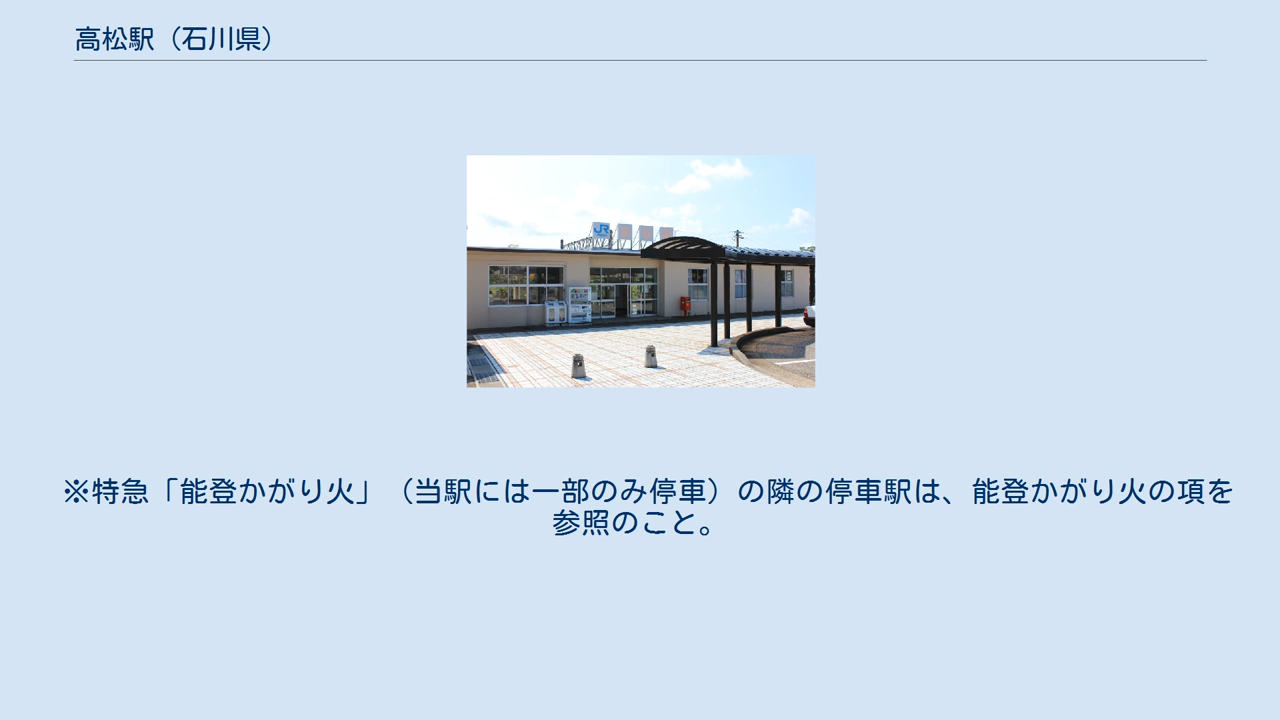 高松駅（石川県）
JR
※特急「能登かがり火」（当駅には一部のみ停車）の隣の停車駅は、能登かがり火の項を
参照のこと。